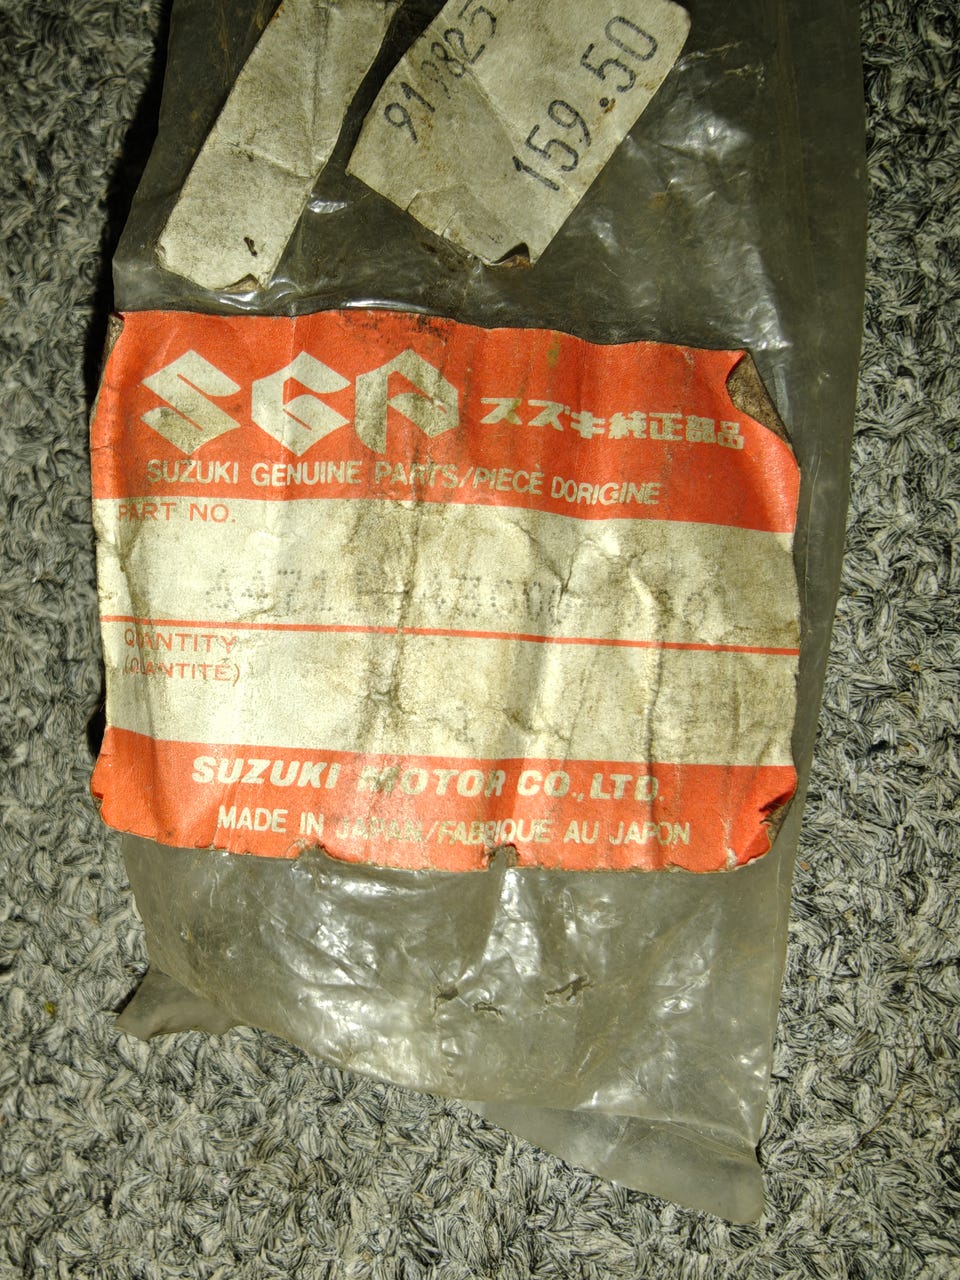 159.50
SGP スズキ純正部品
SUZUKI GENUINE PARTS/PIECÈ DORIGINE
PART NO.
QUANTITY
(QUANTITÉ)
SUZUKI MOTOR CO., LTD.
MADE IN JAPAN/FABRIQUE AU JAPON